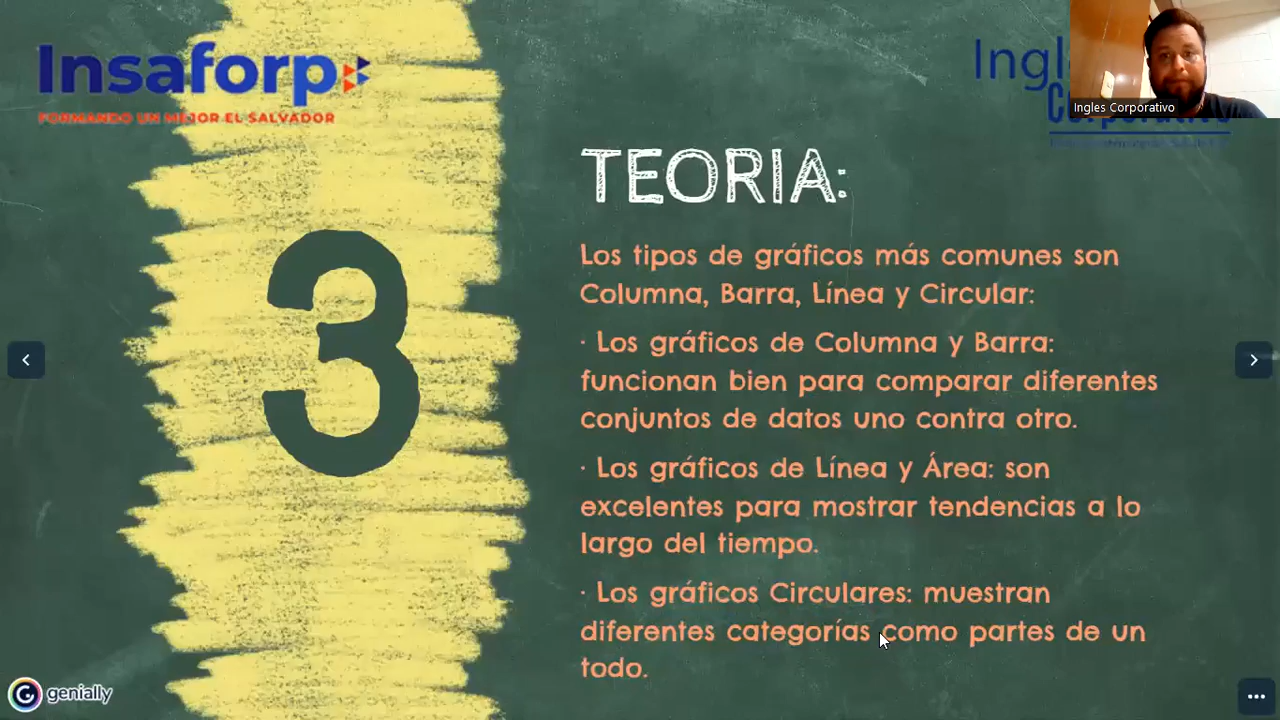 Insaforp
FORMANDO UN MEJOR EL SALVADOR
Ingles Corporativo
3
TEORIA:
Los tipos de gráficos más comunes son
Columna, Barra, Línea y Circular:
· Los gráficos de Columna y Barra:
funcionan bien para comparar diferentes
conjuntos de datos uno contra otro.
· Los gráficos de Línea y Área: son
excelentes para mostrar tendencias a lo
largo del tiempo.
· Los gráficos Circulares: muestran
diferentes categorías como partes de un
todo.
genially